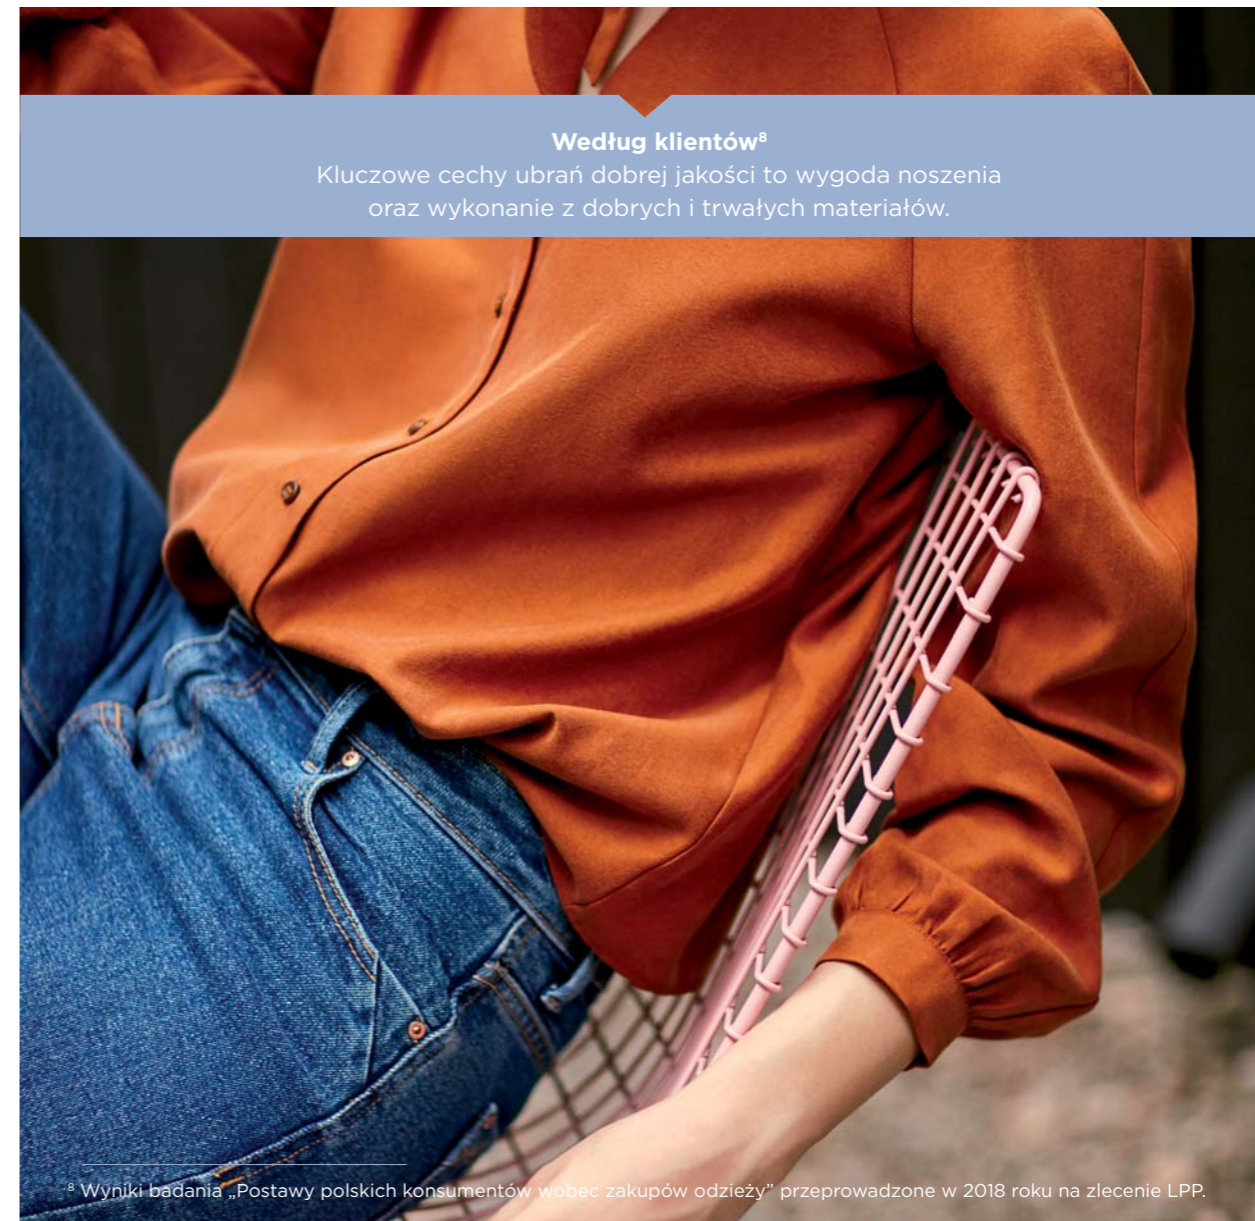 Według klientów⁸
Kluczowe cechy ubrań dobrej jakości to wygoda noszenia
oraz wykonanie z dobrych i trwałych materiałów.
⁸ Wyniki badania „Postawy polskich konsumentów wobec zakupów odzieży” przeprowadzone w 2018 roku na zlecenie LPP.